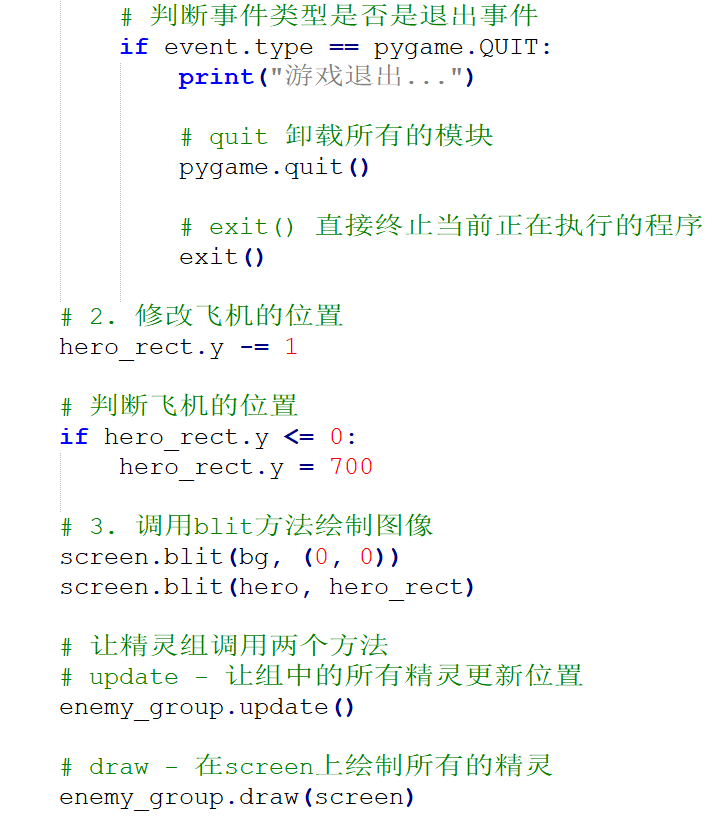 # 判断事件类型是否是退出事件
if event.type == pygame.QUIT:
print("游戏退出...")
# quit 卸载所有的模块
pygame.quit()
# exit() 直接终止当前正在执行的程序
exit()
# 2. 修改飞机的位置
hero_rect.y -= 1
# 判断飞机的位置
if hero_rect.y <= 0:
hero_rect.y = 700
# 3. 调用blit方法绘制图像
screen.blit(bg, (0, 0))
screen.blit(hero, hero_rect)
# 让精灵组调用两个方法
# update - 让组中的所有精灵更新位置
enemy_group.update()
# draw - 在screen上绘制所有的精灵
enemy_group.draw(screen)